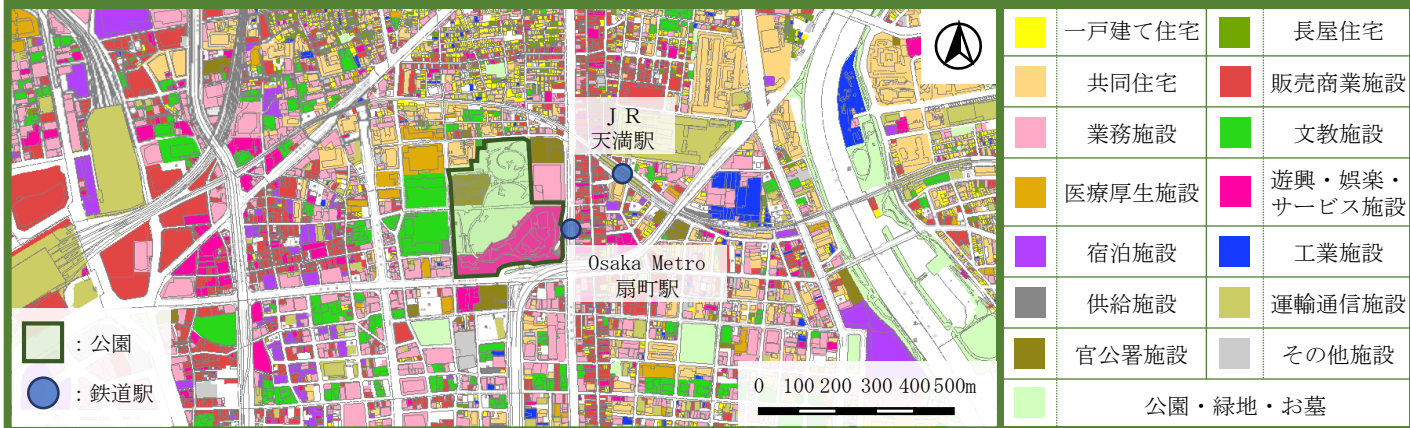 JR
天満駅
Osaka Metro
扇町駅
：公園
：鉄道駅
0 100 200 300 400 500m
一戸建て住宅
長屋住宅
共同住宅
販売商業施設
業務施設
文教施設
医療厚生施設
遊興・娯楽・
サービス施設
宿泊施設
工業施設
供給施設
運輸通信施設
官公署施設
その他施設
公園・緑地・お墓